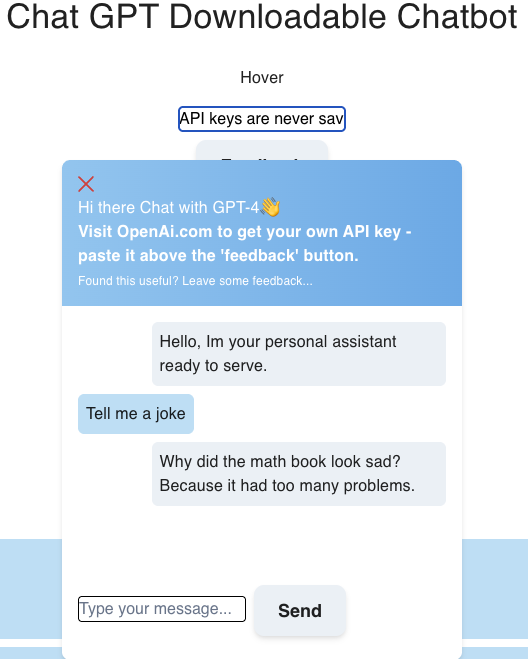 Chat GPT Downloadable Chatbot
Hover
API keys are never sav
Hi there Chat with GPT-4👋
Visit OpenAi.com to get your own API key -
paste it above the 'feedback' button.
Found this useful? Leave some feedback...
Hello, Im your personal assistant
ready to serve.
Tell me a joke
Why did the math book look sad?
Because it had too many problems.
Type your message...
Send